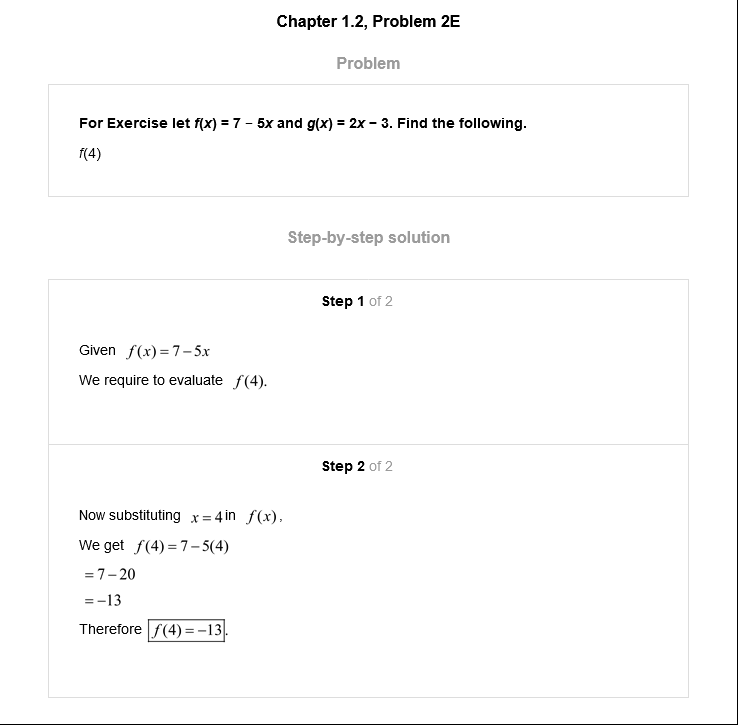 Chapter 1.2, Problem 2E
Problem
For Exercise let f(x) = 7 − 5x and g(x) = 2x − 3. Find the following.
f(4)
Step-by-step solution
Step 1 of 2
Given f(x) = 7 − 5x
We require to evaluate f(4).
Step 2 of 2
Now substituting x = 4 in f(x),
We get f(4) = 7 − 5(4)
= 7 − 20
= −13
Therefore f(4) = −13.